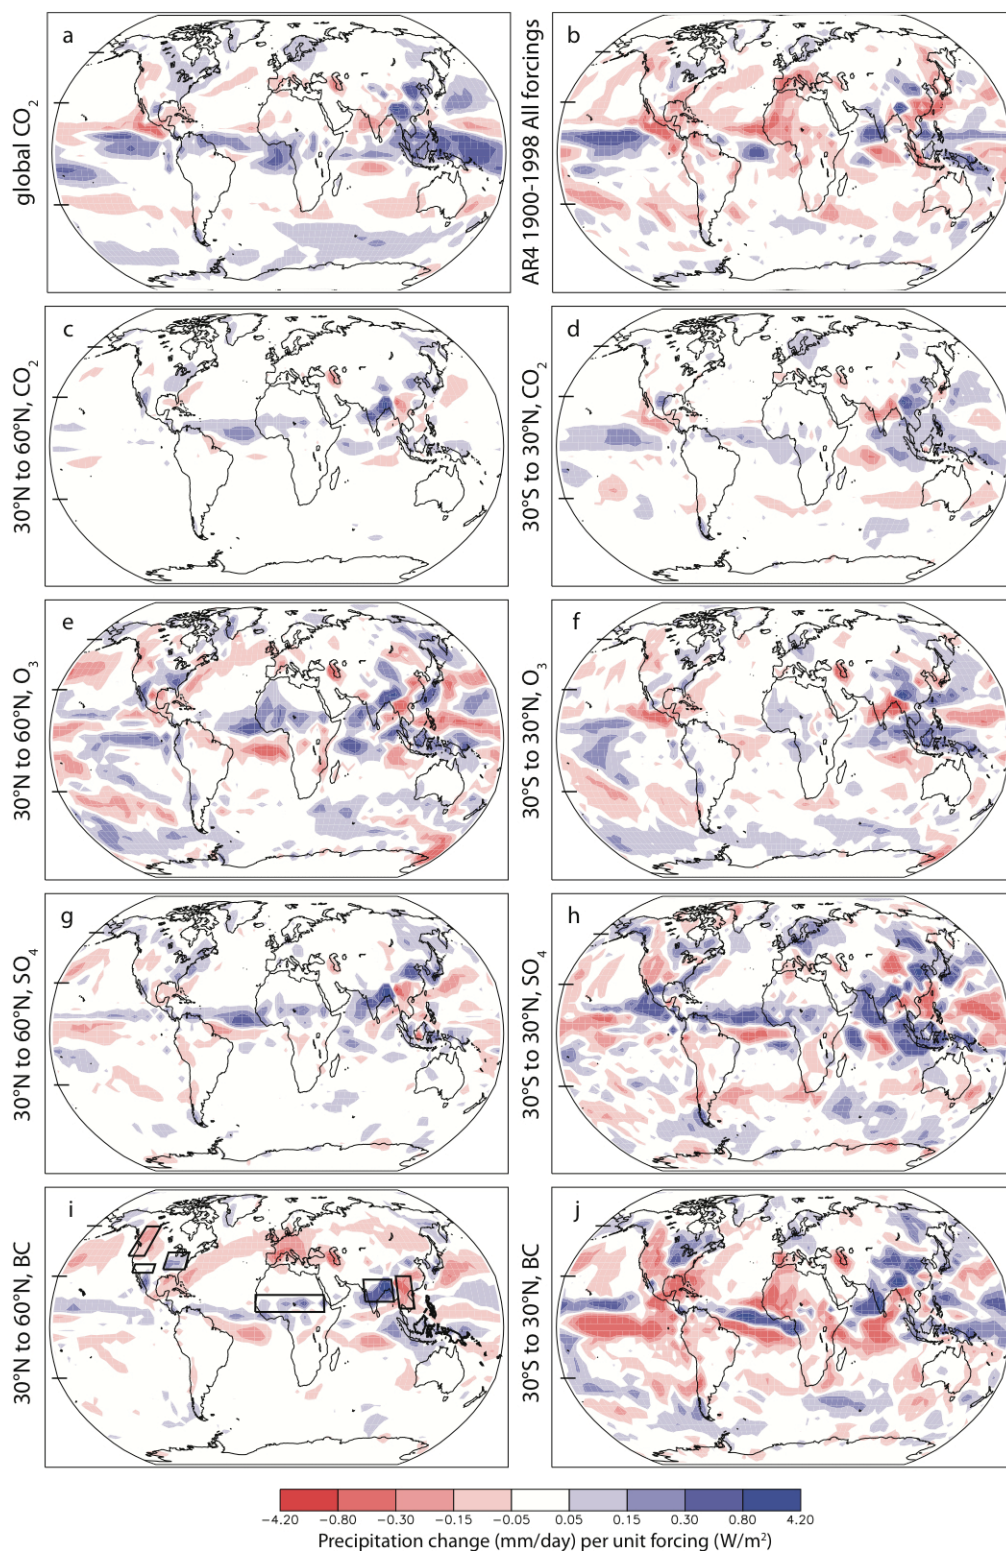 a
global CO₂
b
AR4 1900-1998 All forcings
c
30°N to 60°N, CO₂
d
30°S to 30°N, CO₂
e
30°N to 60°N, O₃
f
30°S to 30°N, O₃
g
30°N to 60°N, SO₄
h
30°S to 30°N, SO₄
i
30°N to 60°N, BC
j
30°S to 30°N, BC
−4.20 −0.80 −0.30 −0.15 −0.05 0.05 0.15 0.30 0.80 4.20
Precipitation change (mm/day) per unit forcing (W/m²)